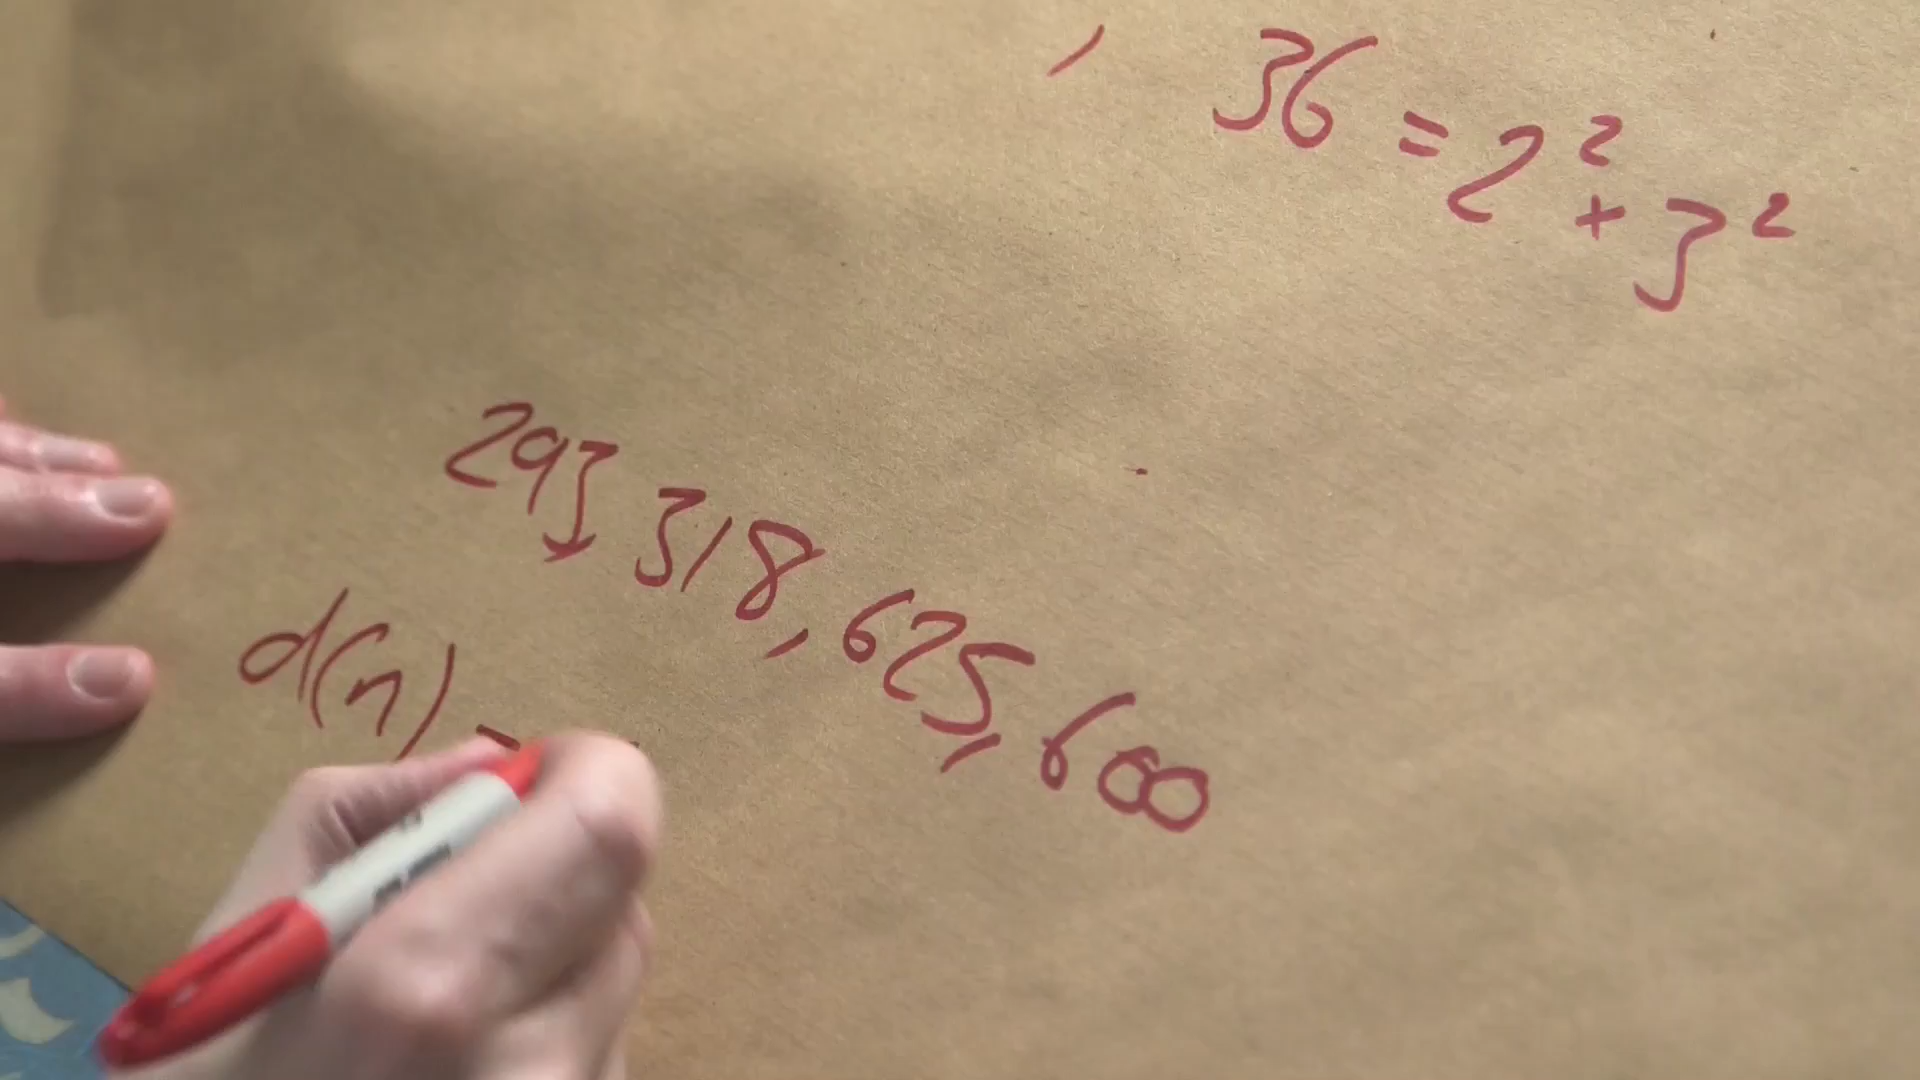 , 36 = 2² + 3²
293 318,625,600
d(n) =